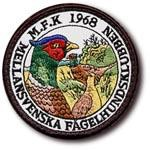 M.F.K 1968
MELLANSVENSKA FÅGELHUNDSKLUBBEN